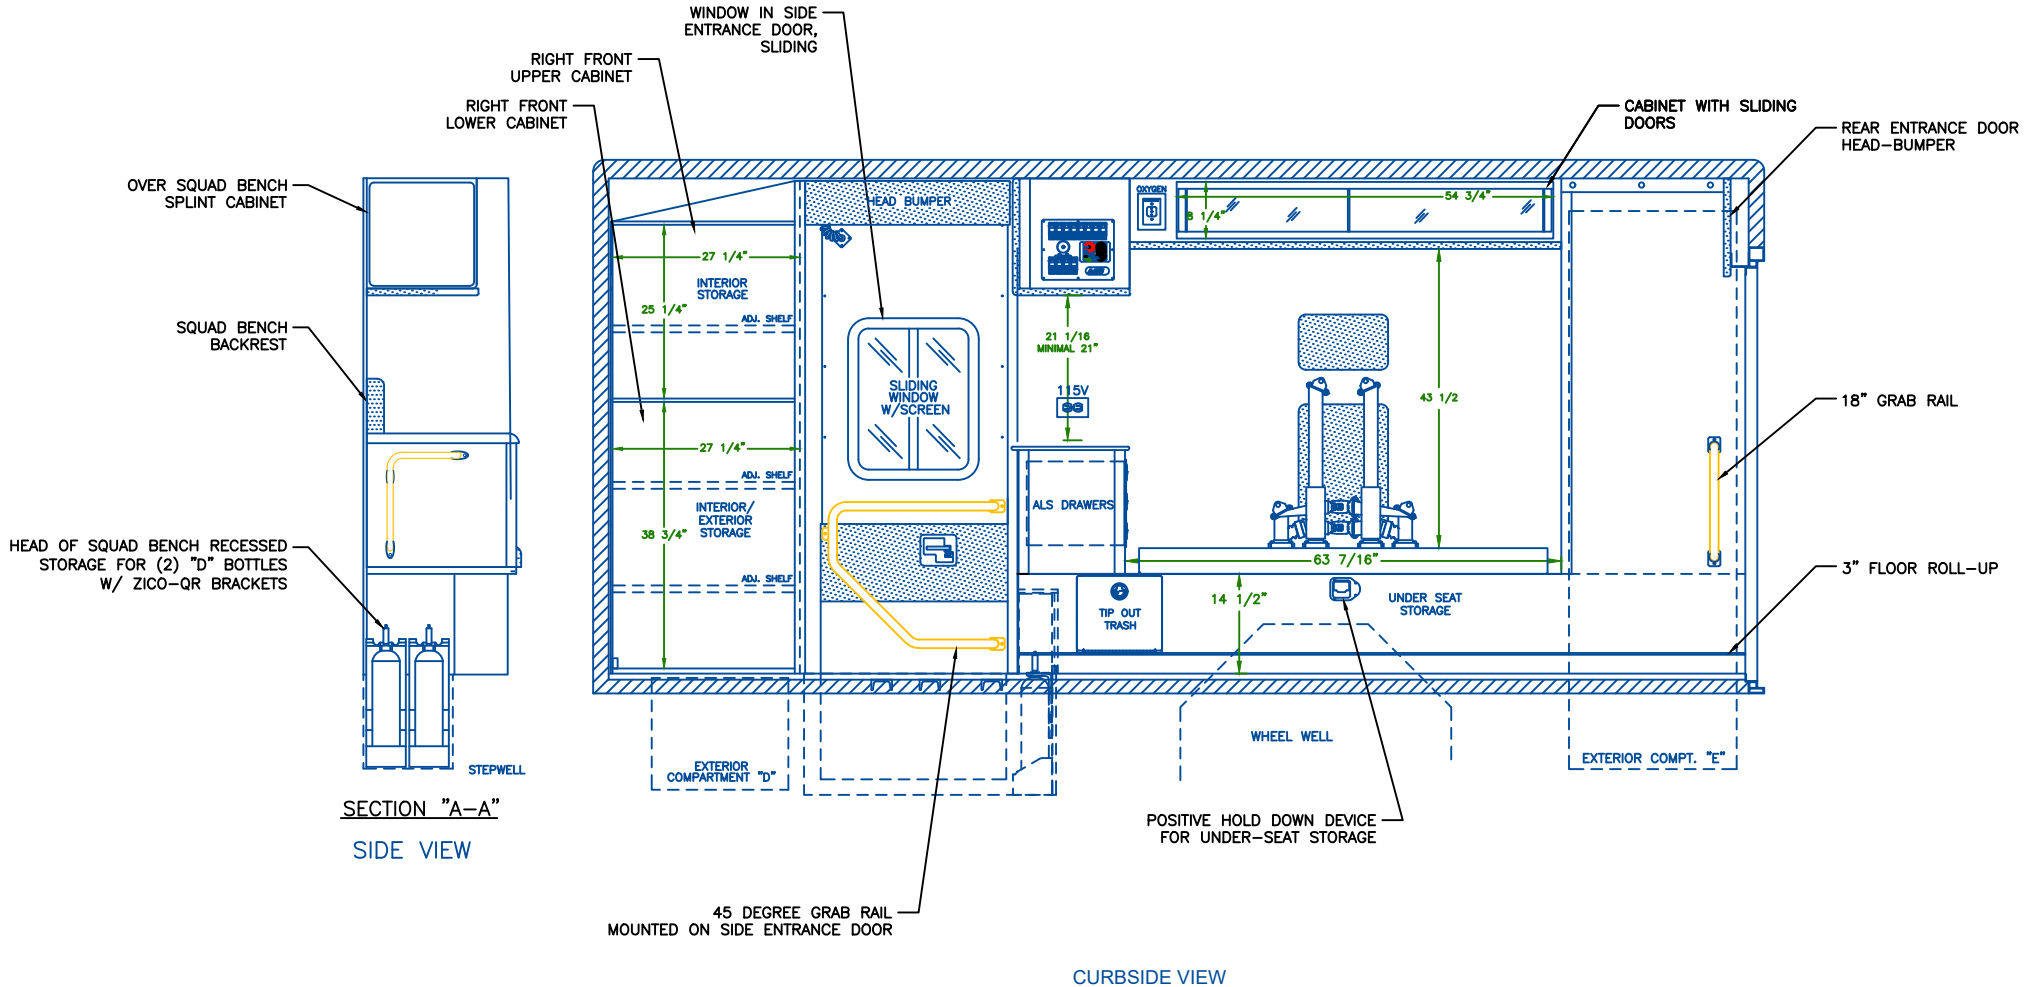 WINDOW IN SIDE
ENTRANCE DOOR,
SLIDING
RIGHT FRONT
UPPER CABINET
RIGHT FRONT
LOWER CABINET
CABINET WITH SLIDING
DOORS
REAR ENTRANCE DOOR
HEAD-BUMPER
OVER SQUAD BENCH
SPLINT CABINET
SQUAD BENCH
BACKREST
HEAD OF SQUAD BENCH RECESSED
STORAGE FOR (2) "D" BOTTLES
W/ ZICO-QR BRACKETS
STEPWELL
SECTION "A-A"
SIDE VIEW
HEAD BUMPER
27 1/4"
INTERIOR
STORAGE
25 1/4"
ADJ. SHELF
27 1/4"
ADJ. SHELF
INTERIOR/
EXTERIOR
STORAGE
38 3/4"
ADJ. SHELF
SLIDING
WINDOW
W/SCREEN
OXYGEN
8 1/4"
54 3/4"
21 1/16
MINIMAL 21"
115V
43 1/2
ALS DRAWERS
63 7/16"
14 1/2"
TIP OUT
TRASH
UNDER SEAT
STORAGE
18" GRAB RAIL
3" FLOOR ROLL-UP
EXTERIOR
COMPARTMENT "D"
WHEEL WELL
EXTERIOR COMPT. "E"
POSITIVE HOLD DOWN DEVICE
FOR UNDER-SEAT STORAGE
45 DEGREE GRAB RAIL
MOUNTED ON SIDE ENTRANCE DOOR
CURBSIDE VIEW